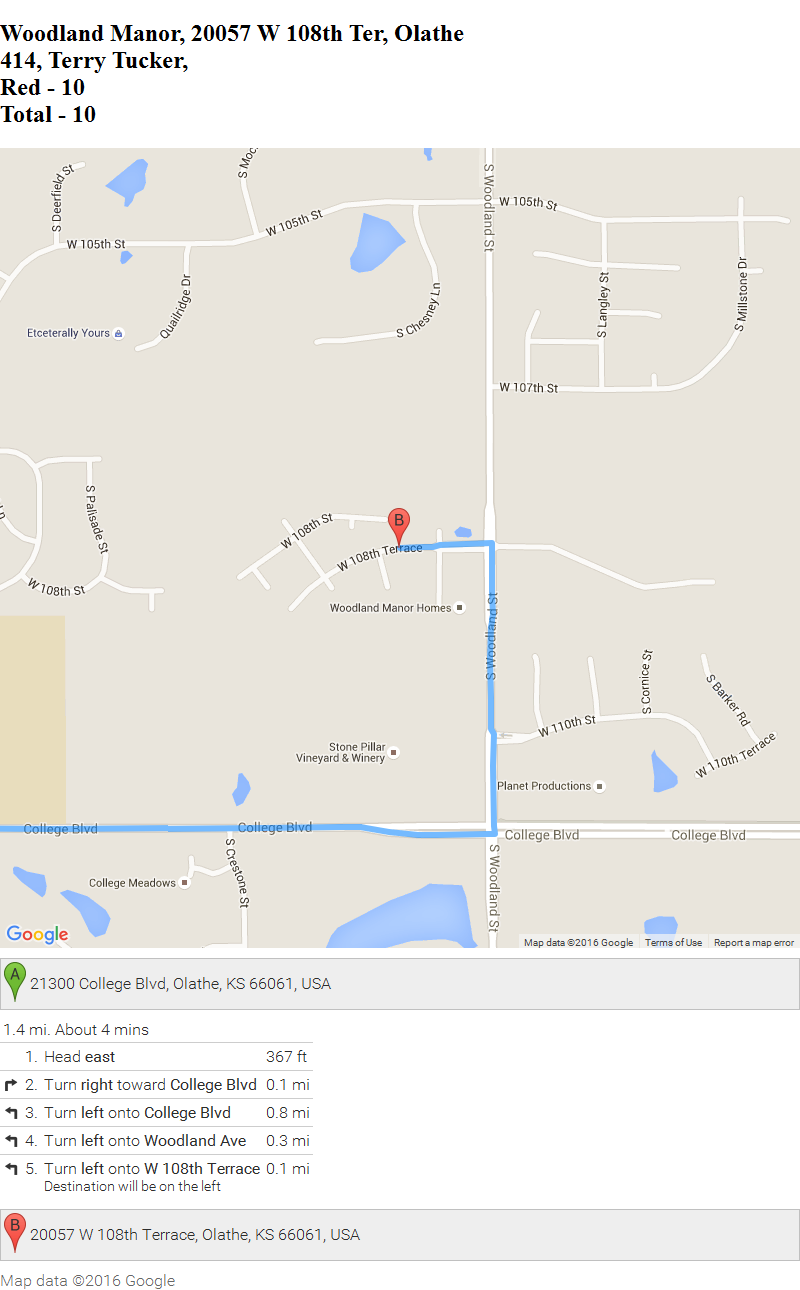 Woodland Manor, 20057 W 108th Ter, Olathe
414, Terry Tucker,
Red - 10
Total - 10
S Deerfield St
S Moc
S Woodland St
W 105th St
W 105th St
W 105th St
Quailridge Dr
S Chesney Ln
S Langley St
S Millstone Dr
Etceterally Yours
W 107th St
Ln
S Palisade St
W 108th St
W 108th St
B
W 108th Terrace
Woodland Manor Homes
S Woodland St
S Cornice St
S Barker Rd
W 110th St
W 110th Terrace
Stone Pillar
Vineyard & Winery
Planet Productions
College Blvd
College Blvd
College Blvd
College Blvd
S Crestone St
S Woodland St
College Meadows
Google
Map data ©2016 Google
Terms of Use
Report a map error
A
21300 College Blvd, Olathe, KS 66061, USA
1.4 mi. About 4 mins
1. Head east 367 ft
2. Turn right toward College Blvd 0.1 mi
3. Turn left onto College Blvd 0.8 mi
4. Turn left onto Woodland Ave 0.3 mi
5. Turn left onto W 108th Terrace 0.1 mi
Destination will be on the left
B
20057 W 108th Terrace, Olathe, KS 66061, USA
Map data ©2016 Google